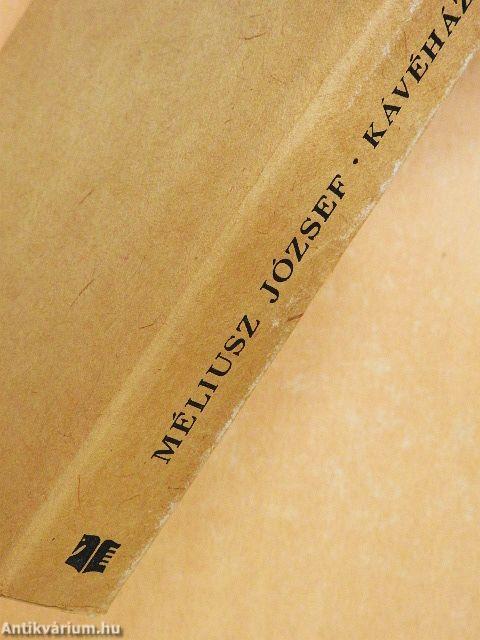 MÉLIUSZ JÓZSEF · KÁVÉHÁZ
Antikvárium.hu